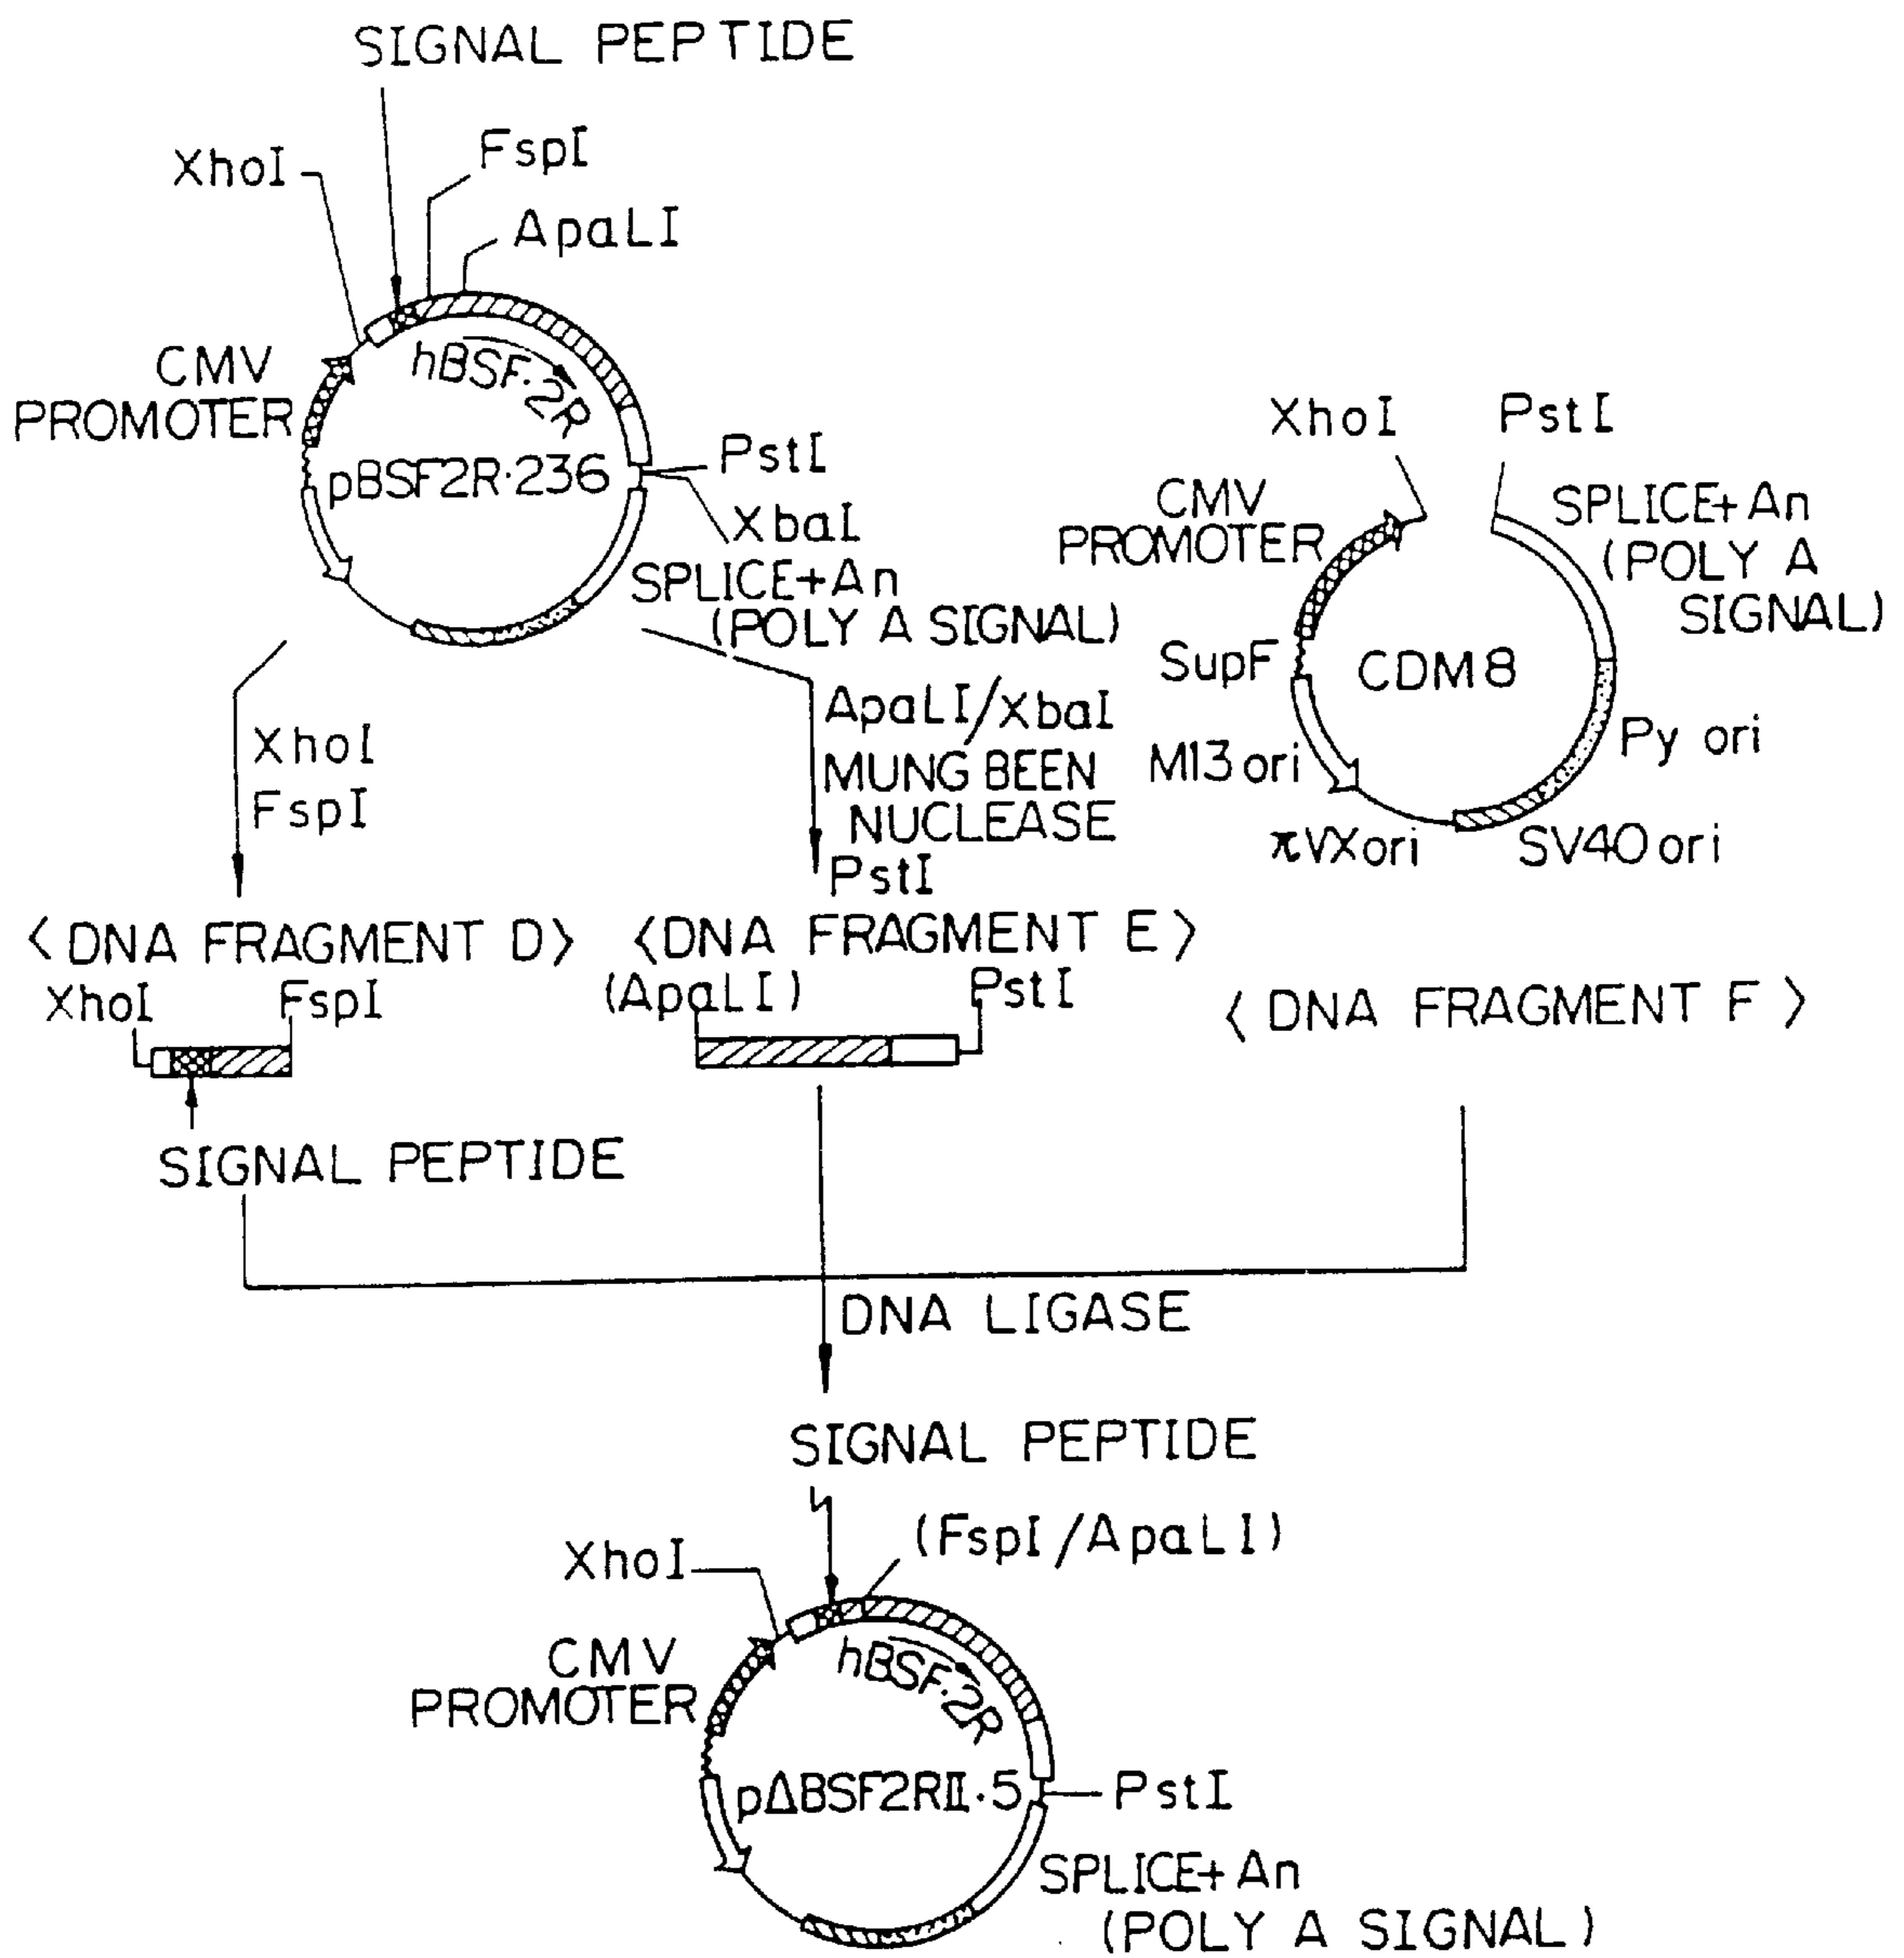 SIGNAL PEPTIDE
XhoI
FspI
ApaLI
CMV
PROMOTER
hBSF·2R
pBSF2R·236
PstI
XbaI
SPLICE+An
(POLY A SIGNAL)
XhoI
PstI
CMV
PROMOTER
SPLICE+An
(POLY A
SIGNAL)
SupF
CDM8
M13 ori
Py ori
πVXori
SV40 ori
XhoI
FspI
ApaLI/XbaI
MUNG BEEN
NUCLEASE
PstI
<DNA FRAGMENT D>
<DNA FRAGMENT E>
<DNA FRAGMENT F>
XhoI
FspI
(ApaLI)
PstI
SIGNAL PEPTIDE
DNA LIGASE
SIGNAL PEPTIDE
XhoI
(FspI/ApaLI)
CMV
PROMOTER
hBSF·2R
pΔBSF2RII·5
PstI
SPLICE+An
(POLY A SIGNAL)